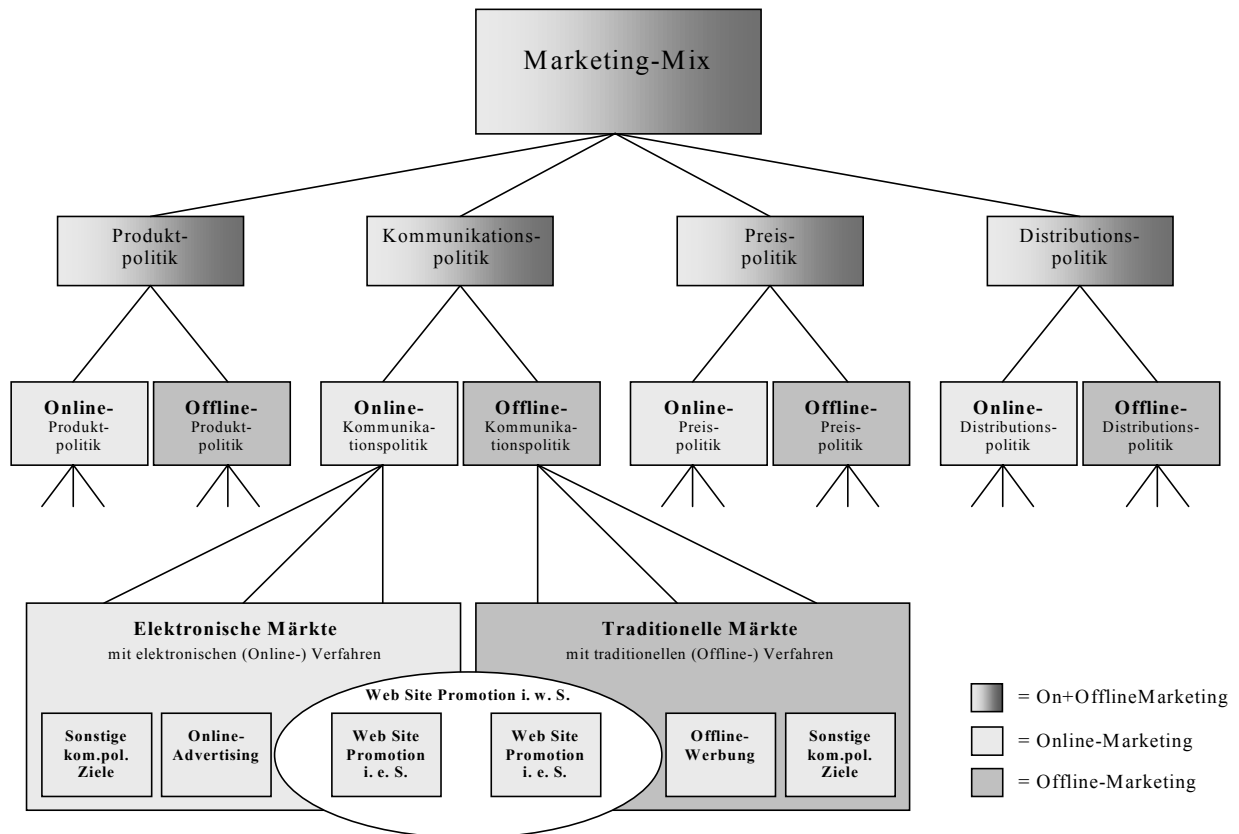 Marketing-Mix
Produkt-
politik
Kommunikations-
politik
Preis-
politik
Distributions-
politik
Online-
Produkt-
politik
Offline-
Produkt-
politik
Online-
Kommunika-
tionspolitik
Offline-
Kommunika-
tionspolitik
Online-
Preis-
politik
Offline-
Preis-
politik
Online-
Distributions-
politik
Offline-
Distributions-
politik
Elektronische Märkte
mit elektronischen (Online-) Verfahren
Traditionelle Märkte
mit traditionellen (Offline-) Verfahren
Web Site Promotion i. w. S.
Sonstige
kom.pol.
Ziele
Online-
Advertising
Web Site
Promotion
i. e. S.
Web Site
Promotion
i. e. S.
Offline-
Werbung
Sonstige
kom.pol.
Ziele
= On+OfflineMarketing
= Online-Marketing
= Offline-Marketing